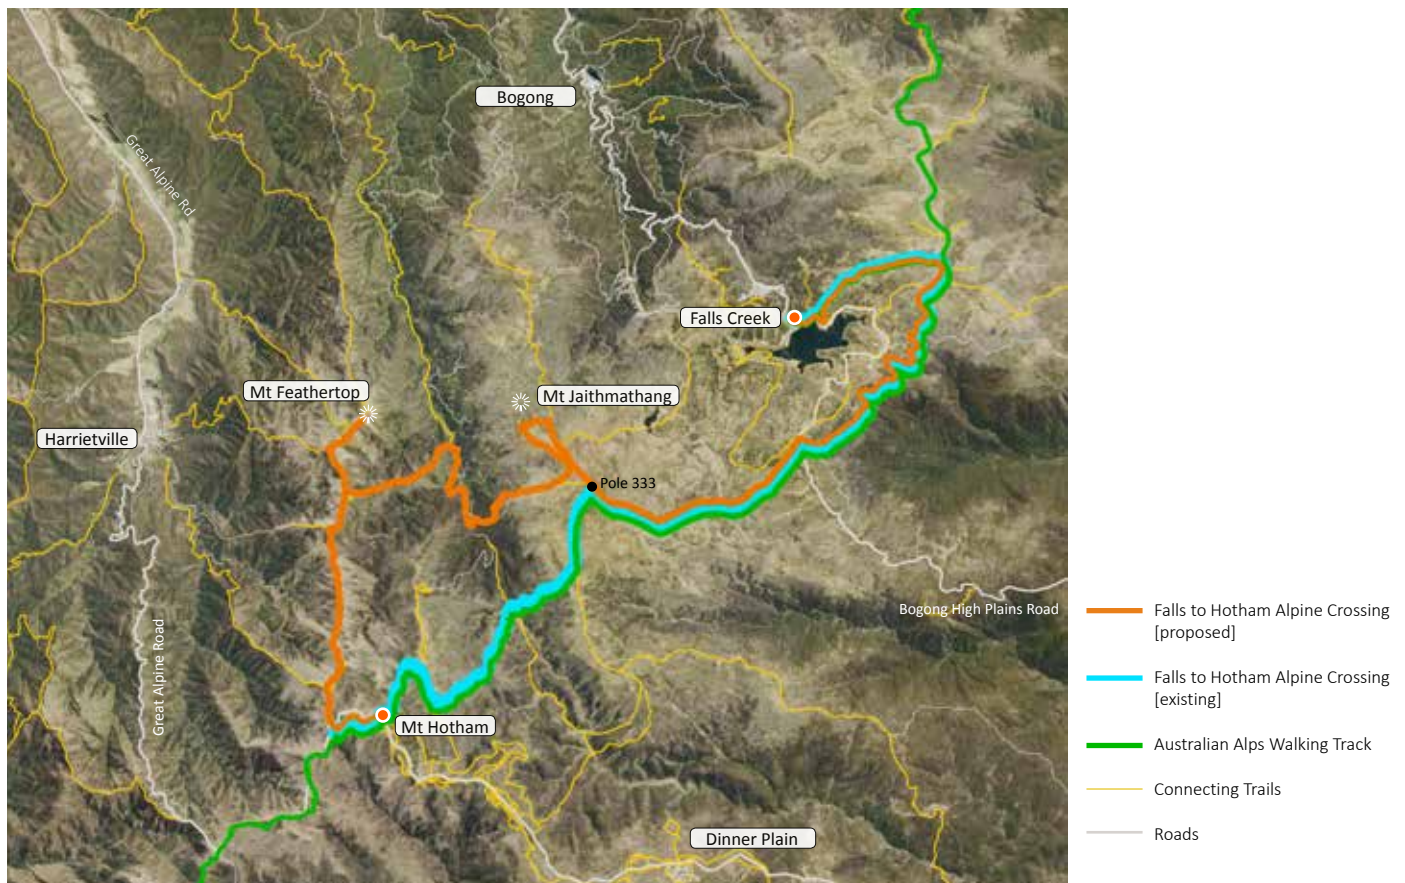 Bogong
Great Alpine Rd
Falls Creek
Mt Feathertop
Mt Jaithmathang
Harrietville
Pole 333
Bogong High Plains Road
Great Alpine Road
Mt Hotham
Dinner Plain
Falls to Hotham Alpine Crossing
[proposed]
Falls to Hotham Alpine Crossing
[existing]
Australian Alps Walking Track
Connecting Trails
Roads